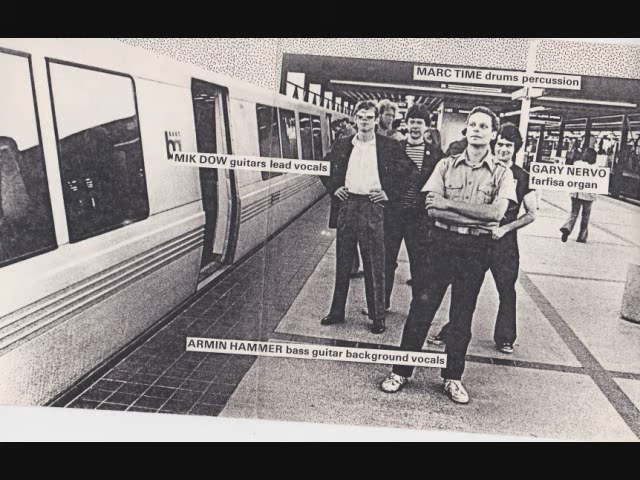 MARC TIME drums percussion
MIK DOW guitars lead vocals
GARY NERVO
farfisa organ
ARMIN HAMMER bass guitar background vocals